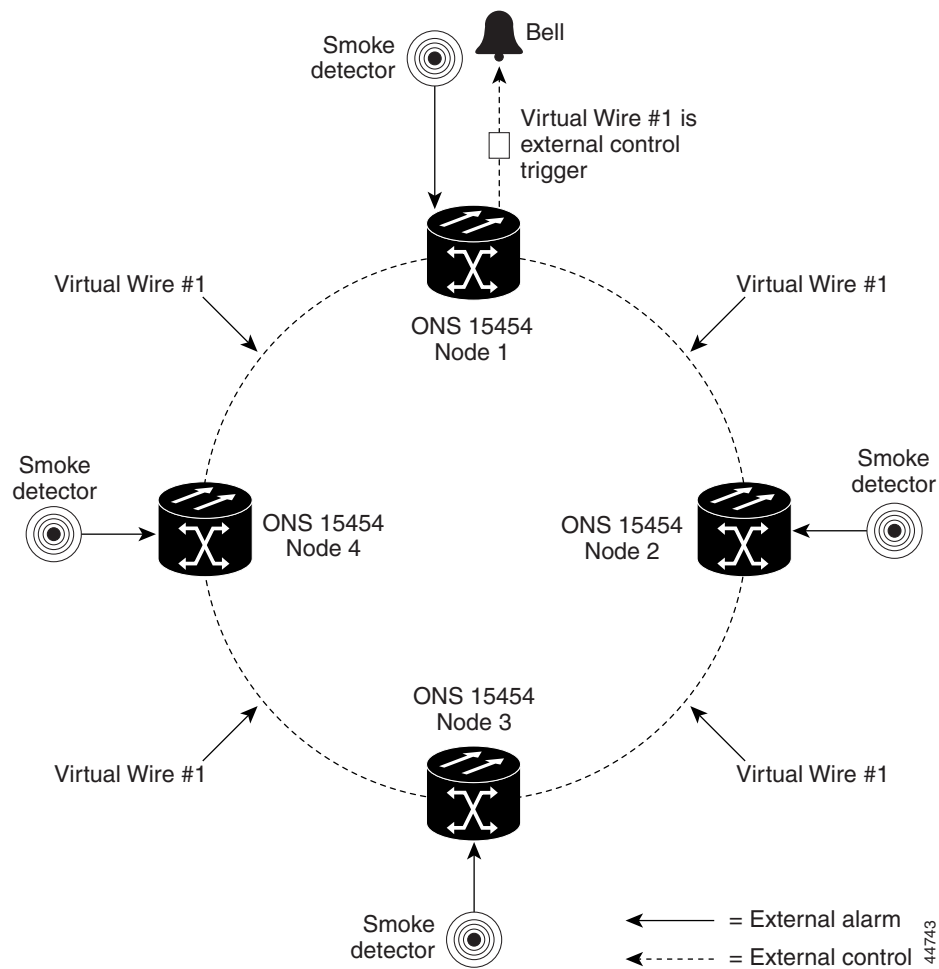 Smoke
detector
Bell
Virtual Wire #1 is
external control
trigger
Virtual Wire #1
Virtual Wire #1
ONS 15454
Node 1
Smoke
detector
ONS 15454
Node 4
ONS 15454
Node 2
Smoke
detector
ONS 15454
Node 3
Virtual Wire #1
Virtual Wire #1
Smoke
detector
= External alarm
= External control
44743